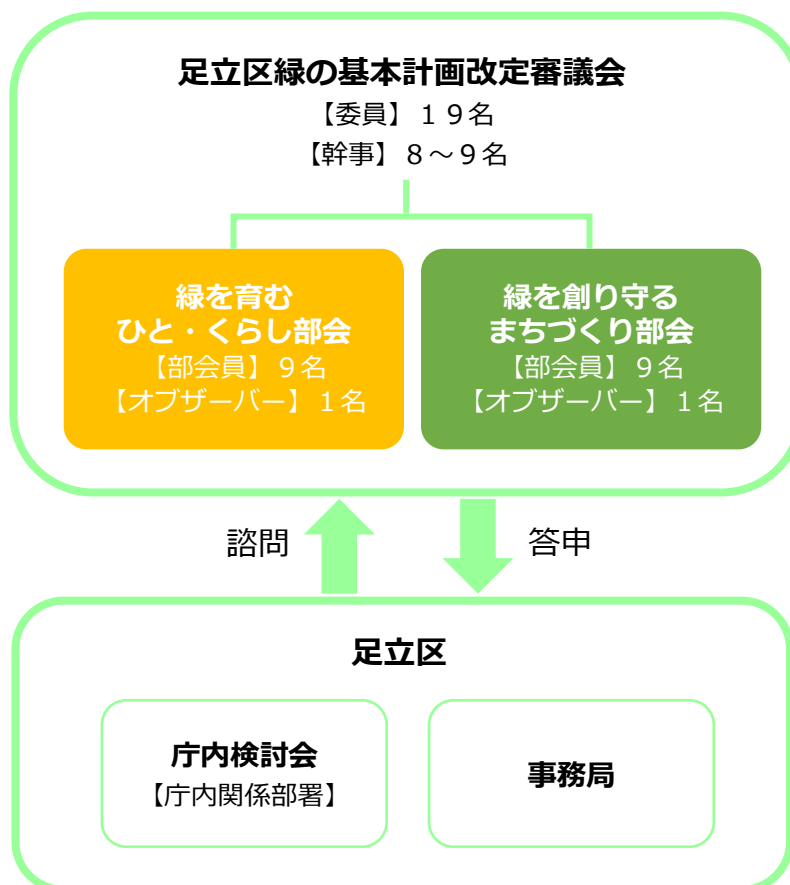 足立区緑の基本計画改定審議会
【委員】１９名
【幹事】８～９名
緑を育む
ひと・くらし部会
【部会員】９名
【オブザーバー】１名
緑を創り守る
まちづくり部会
【部会員】９名
【オブザーバー】１名
諮問
答申
足立区
庁内検討会
【庁内関係部署】
事務局